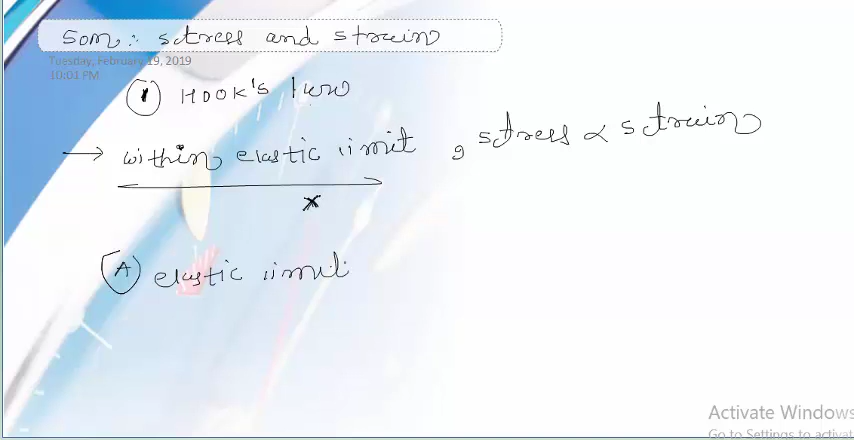 SOM: stress and strain
Tuesday, February 19, 2019
10:01 PM
1 HOOK's law
→ within elastic limit, stress ∝ strain
×
A elastic limit
Activate Windows
Go to Settings to activat